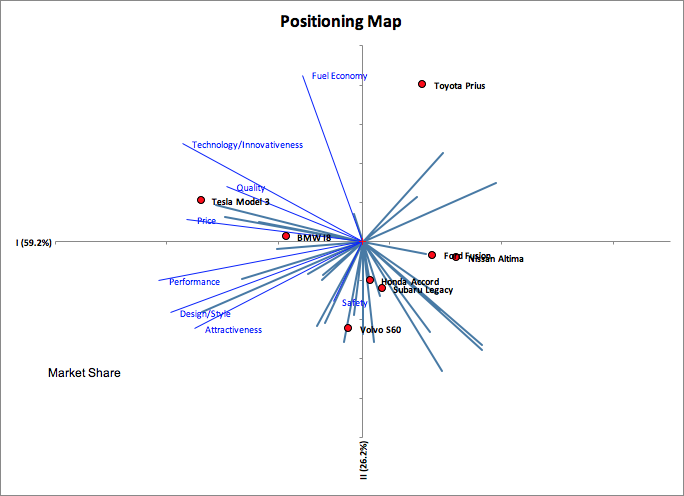 Positioning Map
Fuel Economy
Toyota Prius
Technology/Innovativeness
Quality
Tesla Model 3
Price
BMW i8
I (59.2%)
Ford Fusion
Nissan Altima
Performance
Honda Accord
Subaru Legacy
Safety
Design/Style
Attractiveness
Volvo S60
Market Share
II (26.2%)